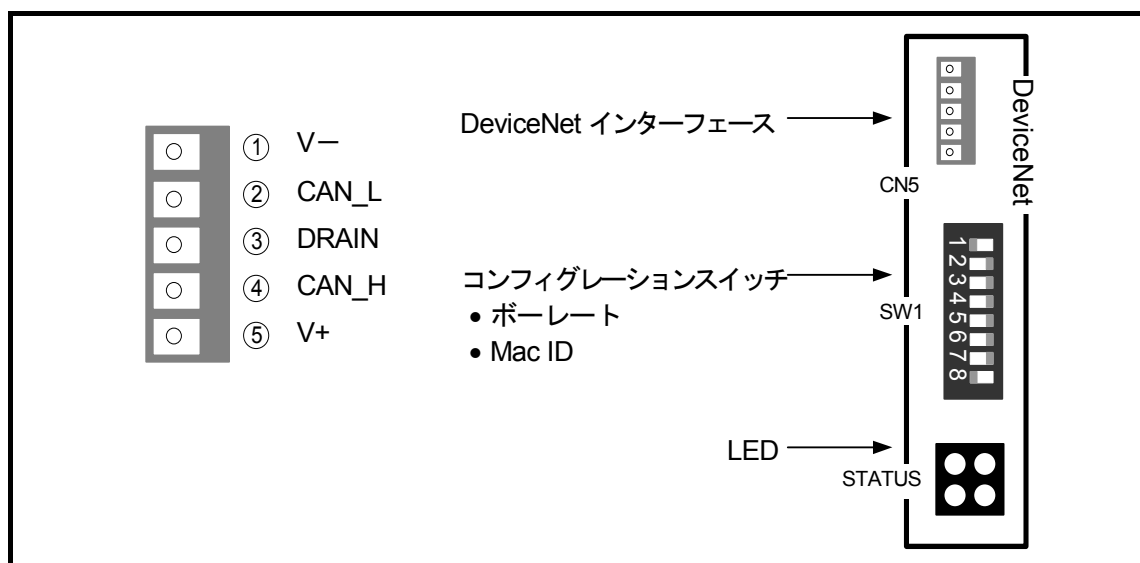 ① V－
② CAN_L
③ DRAIN
④ CAN_H
⑤ V+
DeviceNet インターフェース
コンフィグレーションスイッチ
• ボーレート
• Mac ID
LED
CN5
SW1
STATUS
DeviceNet
1
2
3
4
5
6
7
8